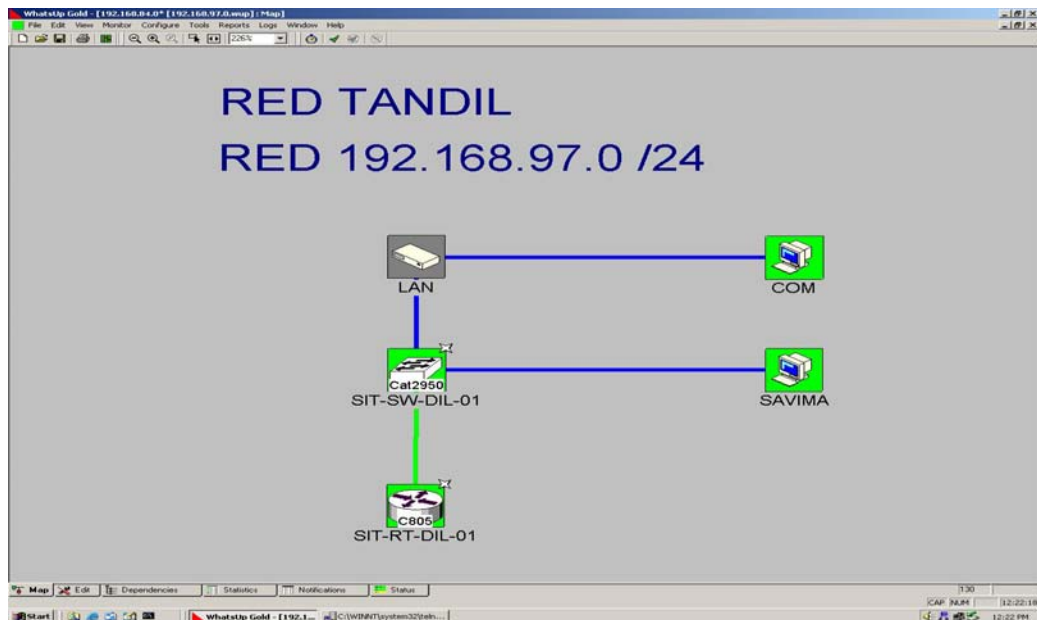 WhatsUp Gold - [192.168.84.0* [192.168.97.0.wup] : Map]
File Edit View Monitor Configure Tools Reports Logs Window Help
226%
RED TANDIL
RED 192.168.97.0 /24
LAN
COM
Cat2950
SIT-SW-DIL-01
SAVIMA
C805
SIT-RT-DIL-01
Map Edit Dependencies Statistics Notifications Status
130
CAP NUM 12:22:18
Start WhatsUp Gold - [192.1... C:\WINNT\system32\teln... 12:22 PM